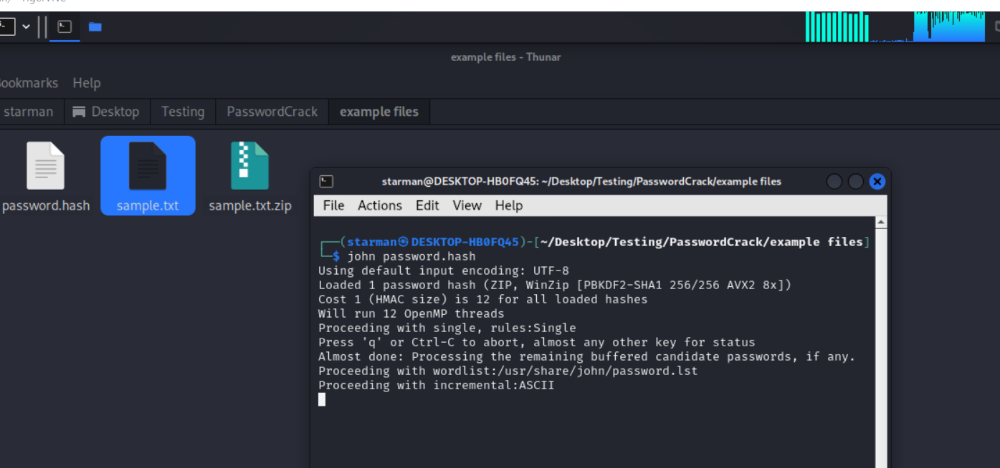 example files - Thunar
Bookmarks Help
starman Desktop Testing PasswordCrack example files
password.hash sample.txt sample.txt.zip
starman@DESKTOP-HB0FQ45: ~/Desktop/Testing/PasswordCrack/example files
File Actions Edit View Help
┌──(starman㉿DESKTOP-HB0FQ45)-[~/Desktop/Testing/PasswordCrack/example files]
└─$ john password.hash
Using default input encoding: UTF-8
Loaded 1 password hash (ZIP, WinZip [PBKDF2-SHA1 256/256 AVX2 8x])
Cost 1 (HMAC size) is 12 for all loaded hashes
Will run 12 OpenMP threads
Proceeding with single, rules:Single
Press 'q' or Ctrl-C to abort, almost any other key for status
Almost done: Processing the remaining buffered candidate passwords, if any.
Proceeding with wordlist:/usr/share/john/password.lst
Proceeding with incremental:ASCII